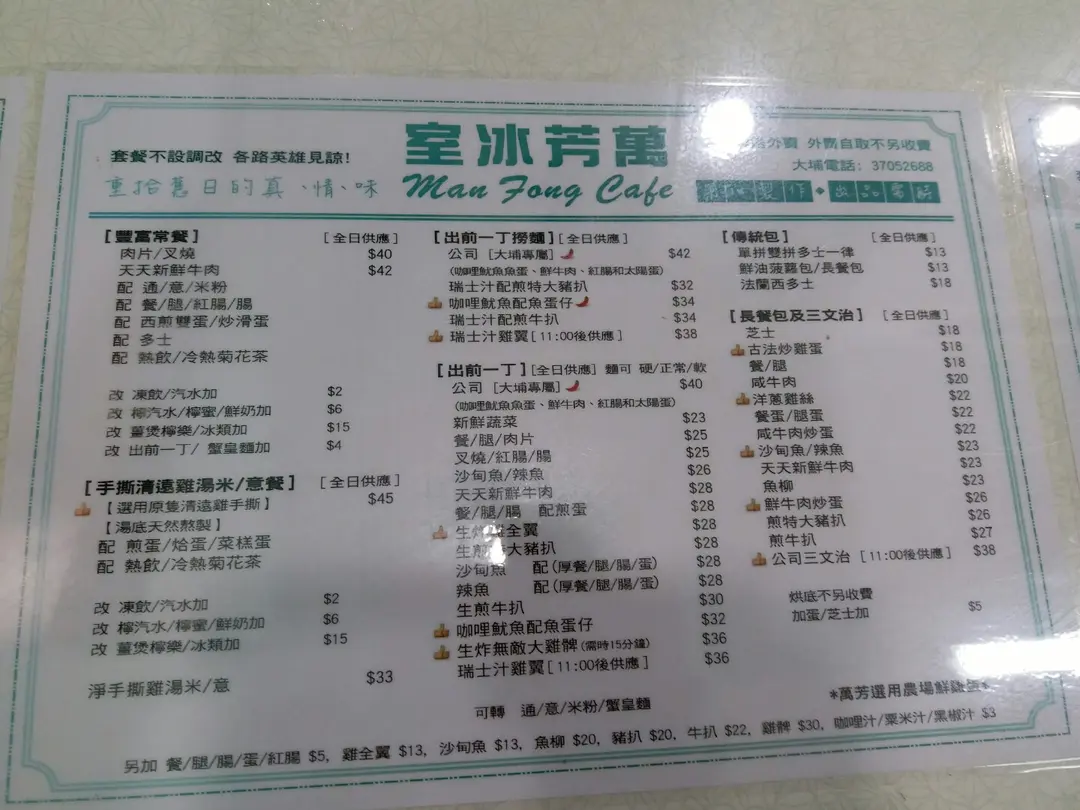 室冰芳萬
Man Fong Cafe
套餐不設調改 各路英雄見諒!
重拾舊日的真、情、味
外賣 外賣自取不另收費
大埔電話: 37052688
製作◆出品
[豐富常餐] [全日供應]
肉片/叉燒 $40
天天新鮮牛肉 $42
配 通/意/米粉
配 餐/腿/紅腸/腸
配 西煎雙蛋/炒滑蛋
配 多士
配 熱飲/冷熱菊花茶
改 凍飲/汽水加 $2
改 檸汽水/檸蜜/鮮奶加 $6
改 薑煲檸樂/冰類加 $15
改 出前一丁/ 蟹皇麵加 $4
[手撕清遠雞湯米/意餐] [全日供應]
【選用原隻清遠雞手撕】 $45
【湯底天然熬製】
配 煎蛋/烚蛋/菜糕蛋
配 熱飲/冷熱菊花茶
改 凍飲/汽水加 $2
改 檸汽水/檸蜜/鮮奶加 $6
改 薑煲檸樂/冰類加 $15
淨手撕雞湯米/意 $33
[出前一丁撈麵] [全日供應]
公司 [大埔專屬] $42
(咖哩魷魚魚蛋、鮮牛肉、紅腸和太陽蛋)
瑞士汁配煎特大豬扒 $32
咖哩魷魚配魚蛋仔 $34
瑞士汁配煎牛扒 $34
瑞士汁雞翼 [11:00後供應] $38
[出前一丁] [全日供應] 麵可 硬/正常/軟
公司 [大埔專屬] $40
(咖哩魷魚魚蛋、鮮牛肉、紅腸和太陽蛋)
新鮮蔬菜 $23
餐/腿/肉片 $25
叉燒/紅腸/腸 $25
沙甸魚/辣魚 $26
天天新鮮牛肉 $28
餐/腿/腸 配煎蛋 $28
生炸雞全翼 $28
生煎特大豬扒 $28
沙甸魚 配(厚餐/腿/腸/蛋) $28
辣魚 配(厚餐/腿/腸/蛋) $28
生煎牛扒 $30
咖哩魷魚配魚蛋仔 $32
生炸無敵大雞髀(需時15分鐘) $36
瑞士汁雞翼 [11:00後供應] $36
可轉 通/意/米粉/蟹皇麵
[傳統包] [全日供應]
單拼雙拼多士一律 $13
鮮油菠蘿包/長餐包 $13
法蘭西多士 $18
[長餐包及三文治] [全日供應]
芝士 $18
古法炒雞蛋 $18
餐/腿 $18
咸牛肉 $20
洋蔥雞絲 $22
餐蛋/腿蛋 $22
咸牛肉炒蛋 $22
沙甸魚/辣魚 $23
天天新鮮牛肉 $23
魚柳 $23
鮮牛肉炒蛋 $26
煎特大豬扒 $26
煎牛扒 $27
公司三文治 [11:00後供應] $38
烘底不另收費
加蛋/芝士加 $5
*萬芳選用農場鮮雞蛋*
另加 餐/腿/腸/蛋/紅腸 $5, 雞全翼 $13, 沙甸魚 $13, 魚柳 $20, 豬扒 $20, 牛扒 $22, 雞髀 $30, 咖哩汁/粟米汁/黑椒汁 $3